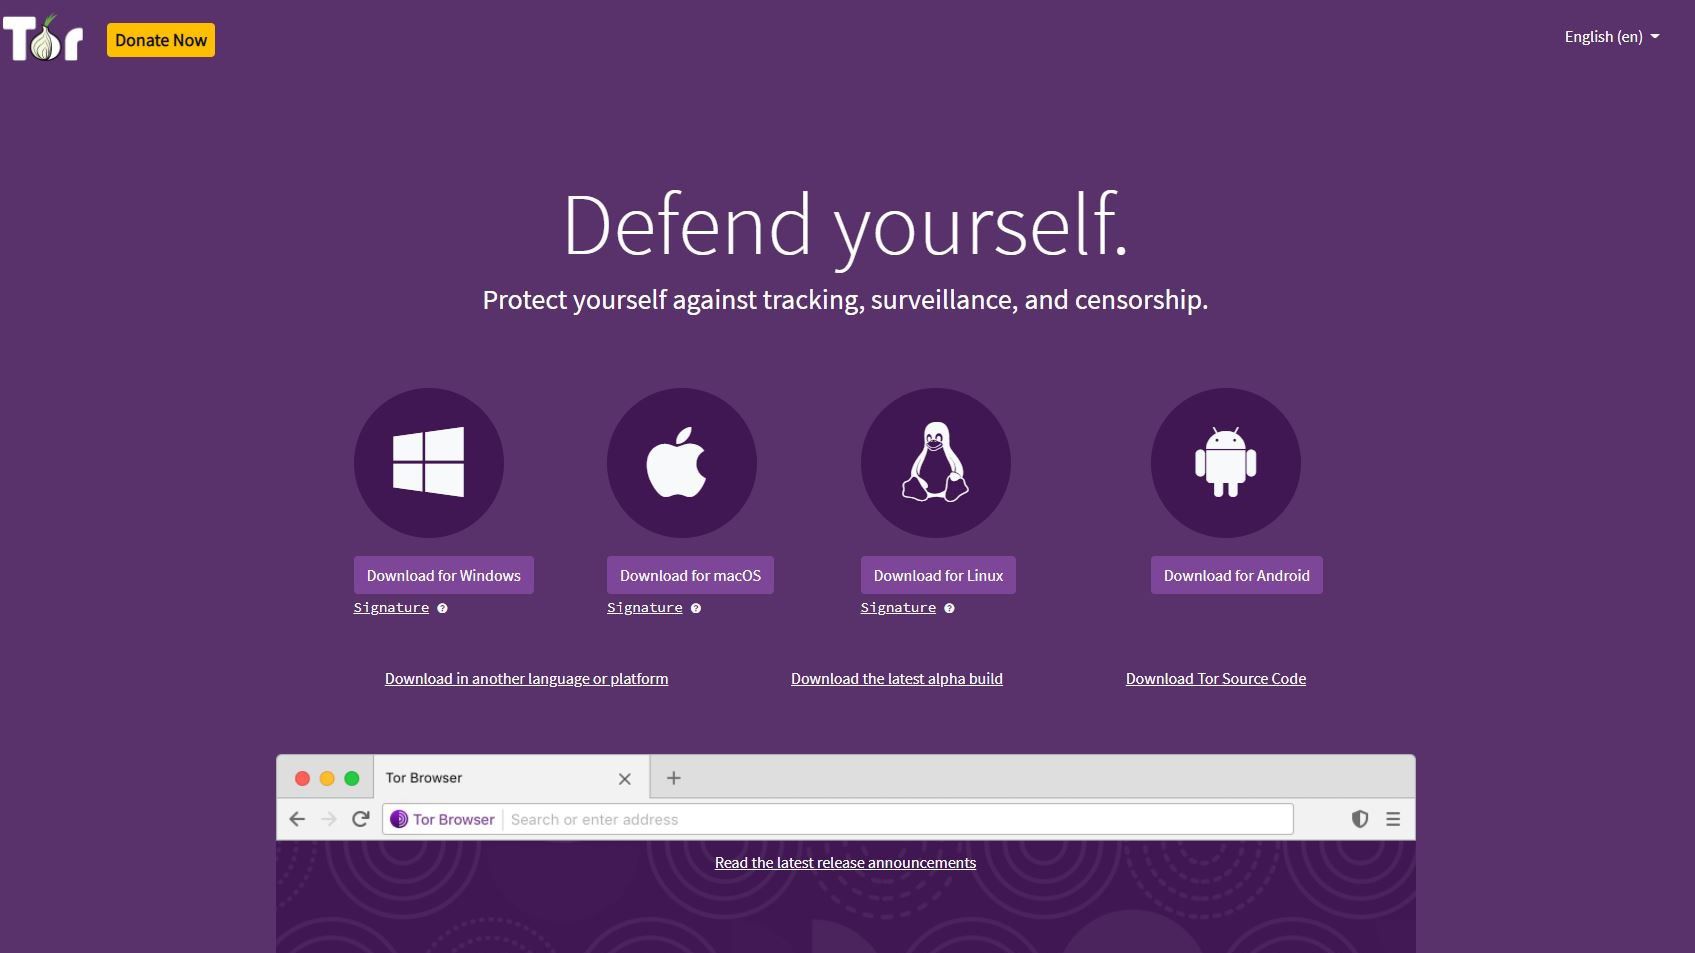 Tor
Donate Now
English (en)
Defend yourself.
Protect yourself against tracking, surveillance, and censorship.
Download for Windows
Signature ?
Download for macOS
Signature ?
Download for Linux
Signature ?
Download for Android
Download in another language or platform
Download the latest alpha build
Download Tor Source Code
Tor Browser
Tor Browser
Search or enter address
Read the latest release announcements